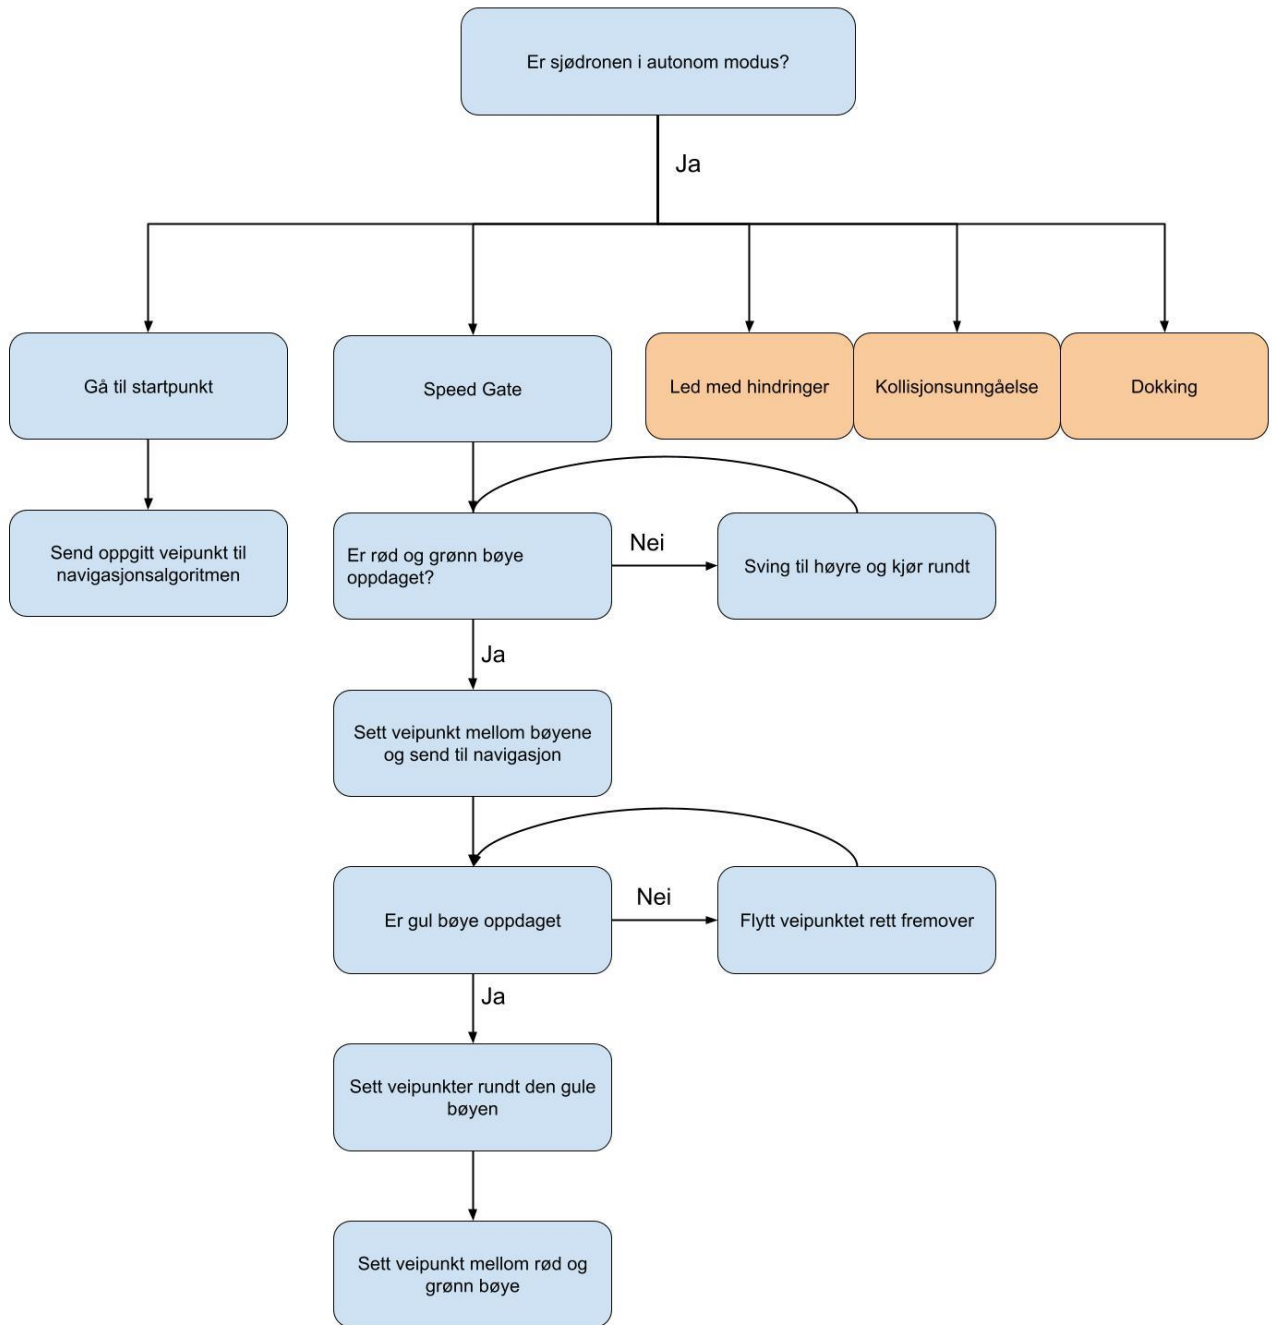 Er sjødronen i autonom modus?
Ja
Gå til startpunkt
Speed Gate
Led med hindringer
Kollisjonsunngåelse
Dokking
Send oppgitt veipunkt til
navigasjonsalgoritmen
Er rød og grønn bøye
oppdaget?
Nei
Sving til høyre og kjør rundt
Ja
Sett veipunkt mellom bøyene
og send til navigasjon
Er gul bøye oppdaget
Nei
Flytt veipunktet rett fremover
Ja
Sett veipunkter rundt den gule
bøyen
Sett veipunkt mellom rød og
grønn bøye